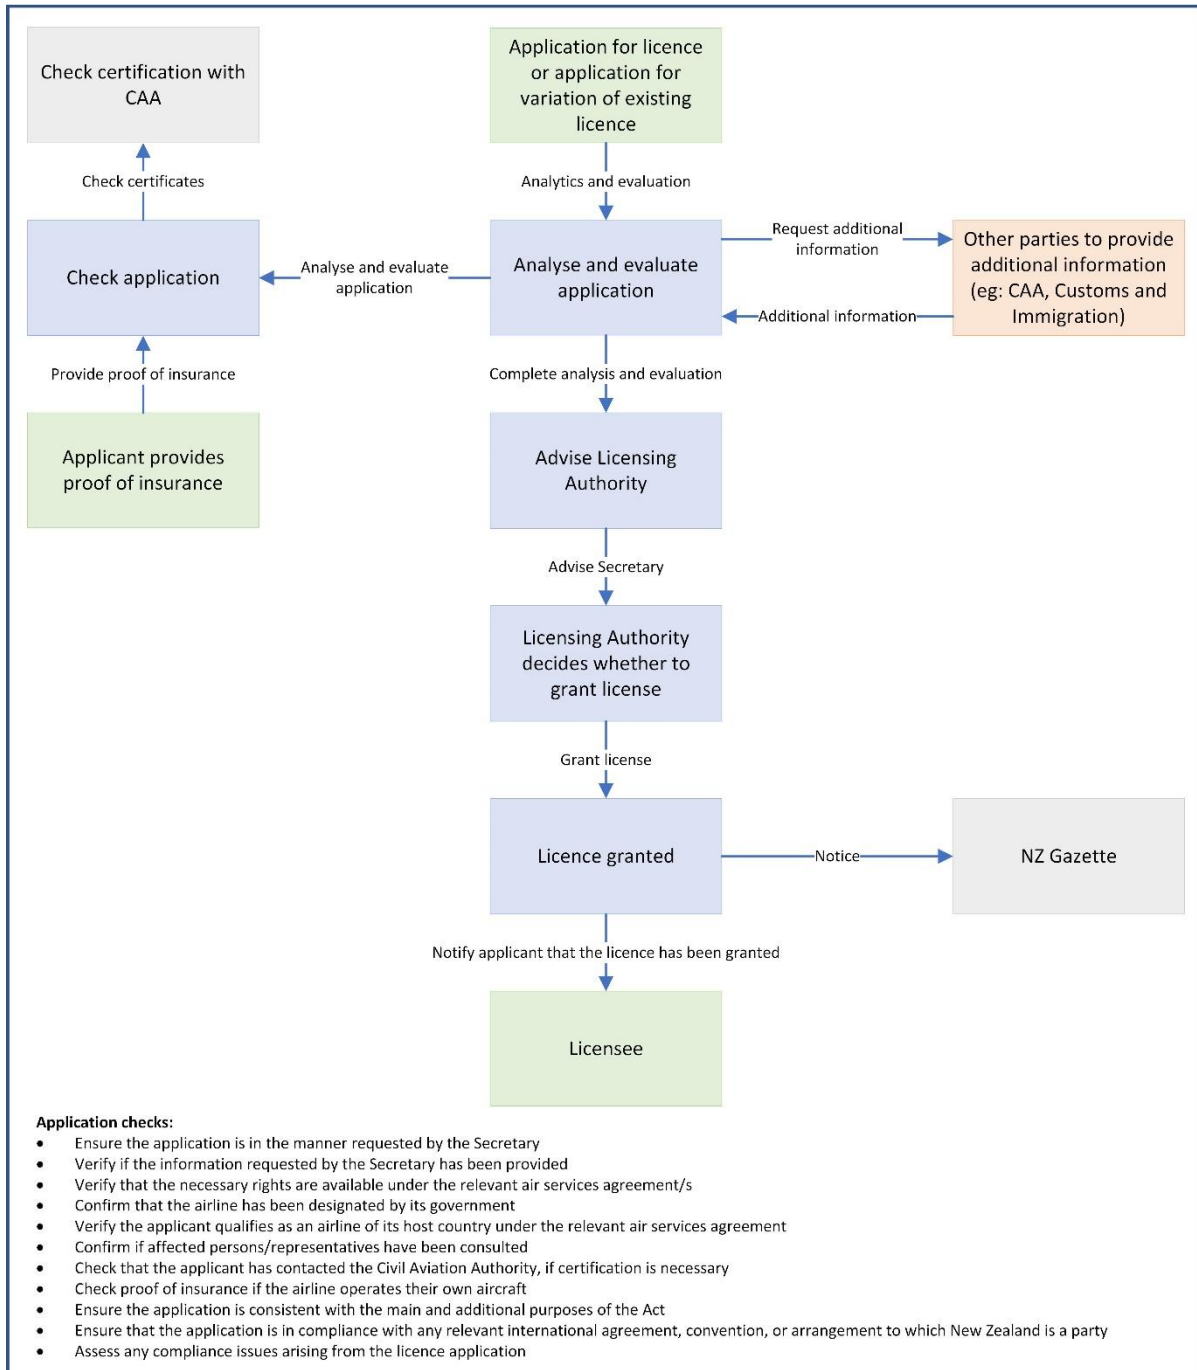 Check certification with
CAA
Application for licence
or application for
variation of existing
licence
Check certificates
Analytics and evaluation
Check application
Analyse and evaluate
application
Analyse and evaluate
application
Request additional
information
Additional information
Other parties to provide
additional information
(eg: CAA, Customs and
Immigration)
Provide proof of insurance
Complete analysis and evaluation
Applicant provides
proof of insurance
Advise Licensing
Authority
Advise Secretary
Licensing Authority
decides whether to
grant license
Grant license
Licence granted
Notice
NZ Gazette
Notify applicant that the licence has been granted
Licensee
Application checks:
• Ensure the application is in the manner requested by the Secretary
• Verify if the information requested by the Secretary has been provided
• Verify that the necessary rights are available under the relevant air services agreement/s
• Confirm that the airline has been designated by its government
• Verify the applicant qualifies as an airline of its host country under the relevant air services agreement
• Confirm if affected persons/representatives have been consulted
• Check that the applicant has contacted the Civil Aviation Authority, if certification is necessary
• Check proof of insurance if the airline operates their own aircraft
• Ensure the application is consistent with the main and additional purposes of the Act
• Ensure that the application is in compliance with any relevant international agreement, convention, or arrangement to which New Zealand is a party
• Assess any compliance issues arising from the licence application